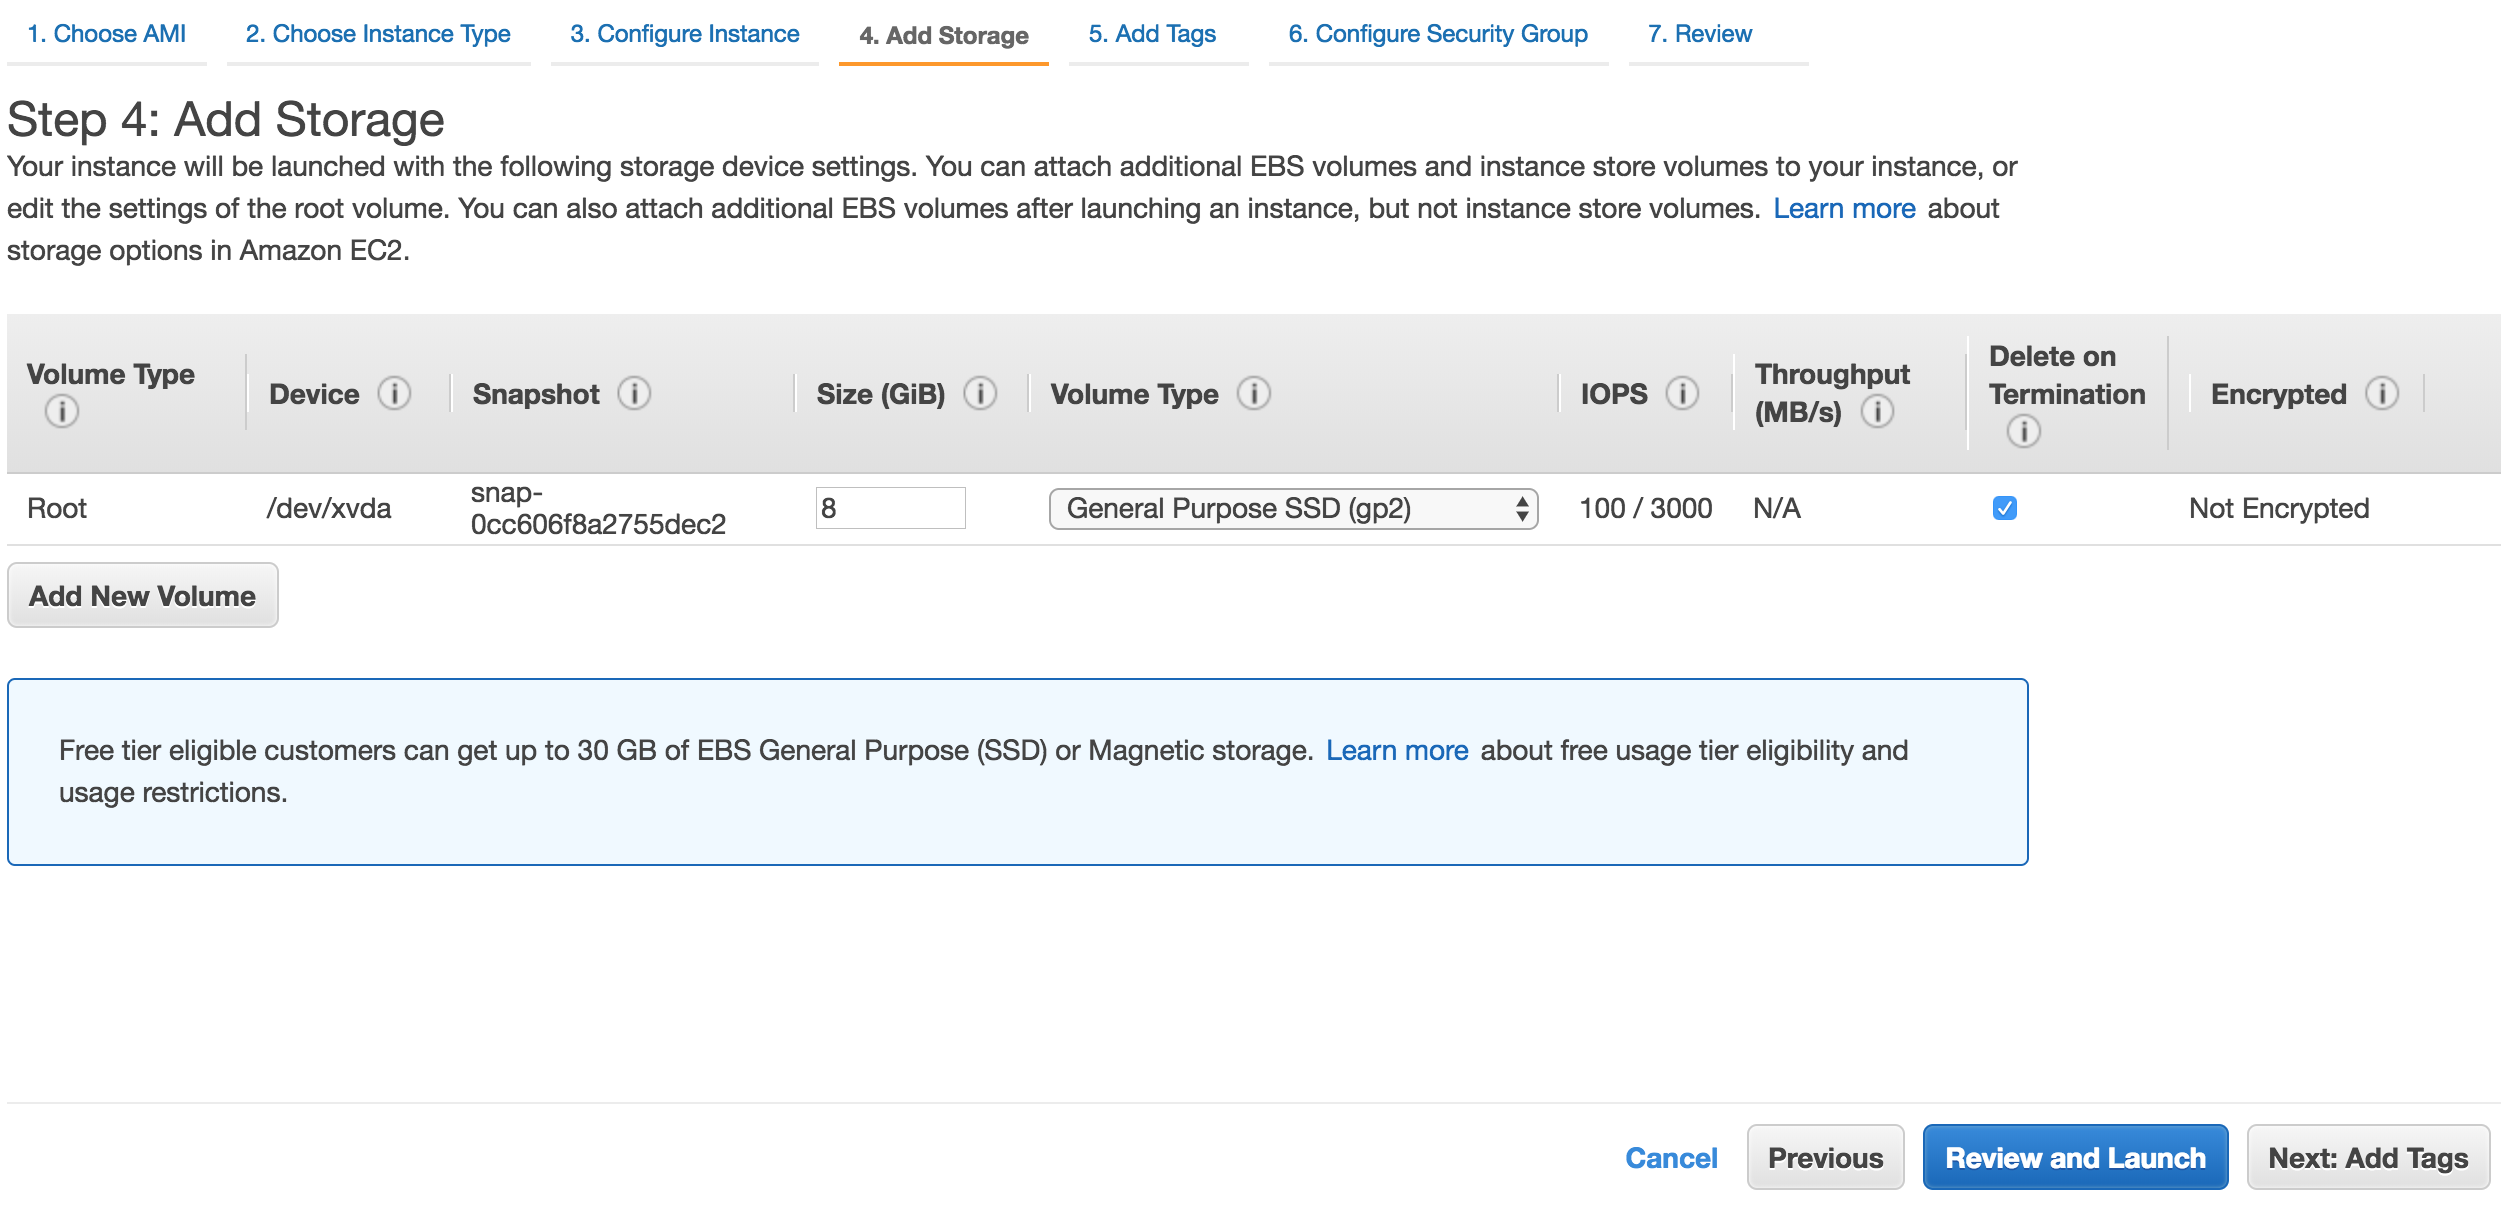 1. Choose AMI 2. Choose Instance Type 3. Configure Instance 4. Add Storage 5. Add Tags 6. Configure Security Group 7. Review
Step 4: Add Storage
Your instance will be launched with the following storage device settings. You can attach additional EBS volumes and instance store volumes to your instance, or
edit the settings of the root volume. You can also attach additional EBS volumes after launching an instance, but not instance store volumes. Learn more about
storage options in Amazon EC2.
Volume Type i Device i Snapshot i Size (GiB) i Volume Type i IOPS i Throughput (MB/s) i Delete on Termination i Encrypted i
Root /dev/xvda snap-0cc606f8a2755dec2 8 General Purpose SSD (gp2) 100 / 3000 N/A Not Encrypted
Add New Volume
Free tier eligible customers can get up to 30 GB of EBS General Purpose (SSD) or Magnetic storage. Learn more about free usage tier eligibility and
usage restrictions.
Cancel Previous Review and Launch Next: Add Tags